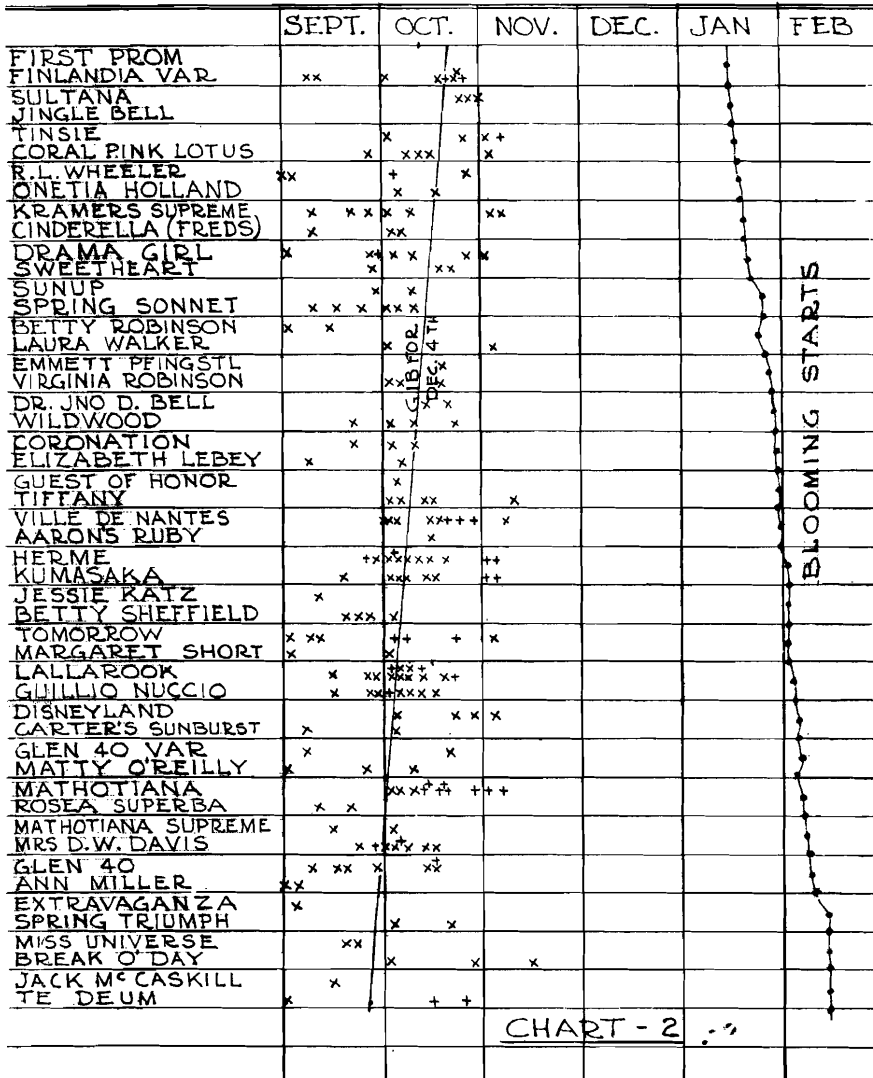 SEPT. OCT. NOV. DEC. JAN FEB
FIRST PROM
FINLANDIA VAR
SULTANA
JINGLE BELL
TINSIE
CORAL PINK LOTUS
R.L. WHEELER
ONETIA HOLLAND
KRAMERS SUPREME
CINDERELLA (FREDS)
DRAMA GIRL
SWEETHEART
SUNUP
SPRING SONNET
BETTY ROBINSON
LAURA WALKER
EMMETT PFINGSTL
VIRGINIA ROBINSON
DR. JNO D. BELL
WILDWOOD
CORONATION
ELIZABETH LEBEY
GUEST OF HONOR
TIFFANY
VILLE DE NANTES
AARON'S RUBY
HERME
KUMASAKA
JESSIE KATZ
BETTY SHEFFIELD
TOMORROW
MARGARET SHORT
LALLAROOK
GUILLIO NUCCIO
DISNEYLAND
CARTER'S SUNBURST
GLEN 40 VAR
MATTY O'REILLY
MATHOTIANA
ROSEA SUPERBA
MATHOTIANA SUPREME
MRS D.W. DAVIS
GLEN 40
ANN MILLER
EXTRAVAGANZA
SPRING TRIUMPH
MISS UNIVERSE
BREAK O'DAY
JACK McCASKILL
TE DEUM
GIB FOR
DEC. 4TH
BLOOMING STARTS
CHART - 2